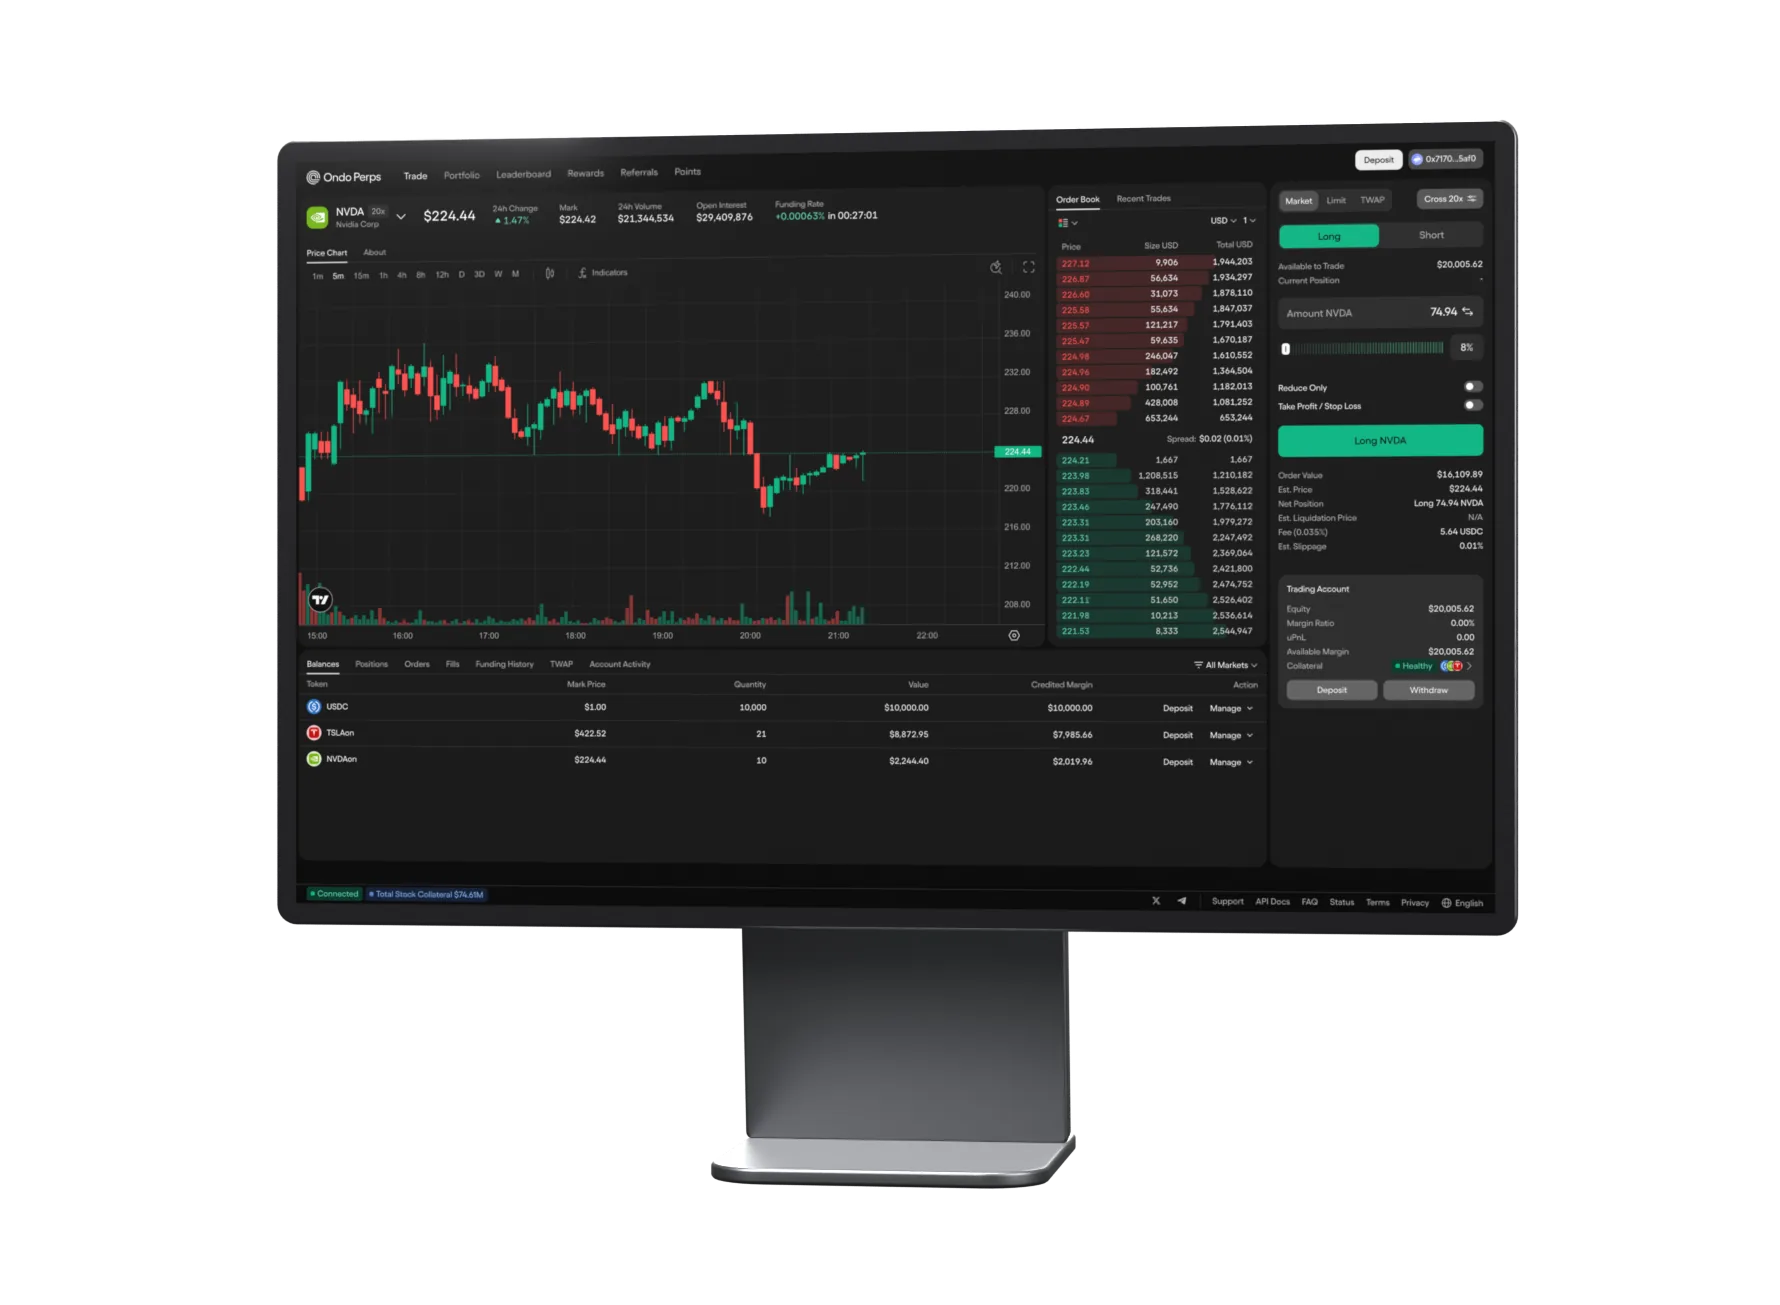 Ondo Perps Trade Portfolio Leaderboard Rewards Referrals Points Deposit 0x7170...5af0
NVDA 20x
Nvidia Corp
$224.44
24h Change
1.47%
Mark
$224.42
24h Volume
$21,344,534
Open Interest
$29,409,876
Funding Rate
+0.00063% in 00:27:01
Price Chart About
1m 5m 15m 1h 4h 8h 12h D 3D W M Indicators
240.00
236.00
232.00
228.00
224.44
220.00
216.00
212.00
208.00
15:00 16:00 17:00 18:00 19:00 20:00 21:00 22:00
Order Book Recent Trades
USD 1
Price Size USD Total USD
227.12 9,906 1,944,203
226.87 56,634 1,934,297
226.60 31,073 1,878,110
225.58 55,634 1,847,037
225.57 121,217 1,791,403
225.47 59,635 1,670,187
224.98 246,047 1,610,552
224.96 182,492 1,364,504
224.90 100,761 1,182,013
224.89 428,008 1,081,252
224.67 653,244 653,244
224.44 Spread: $0.02 (0.01%)
224.21 1,667 1,667
223.98 1,208,515 1,210,182
223.83 318,441 1,528,622
223.46 247,490 1,776,112
223.31 203,160 1,979,272
223.31 268,220 2,247,492
223.23 121,572 2,369,064
222.44 52,736 2,421,800
222.19 52,952 2,474,752
222.11 51,650 2,526,402
221.98 10,213 2,536,614
221.53 8,333 2,544,947
Market Limit TWAP Cross 20x
Long Short
Available to Trade $20,005.62
Current Position -
Amount NVDA 74.94
8%
Reduce Only
Take Profit / Stop Loss
Long NVDA
Order Value $16,109.89
Est. Price $224.44
Net Position Long 74.94 NVDA
Est. Liquidation Price N/A
Fee (0.035%) 5.64 USDC
Est. Slippage 0.01%
Trading Account
Equity $20,005.62
Margin Ratio 0.00%
uPnL 0.00
Available Margin $20,005.62
Collateral Healthy
Deposit Withdraw
Balances Positions Orders Fills Funding History TWAP Account Activity All Markets
Token Mark Price Quantity Value Credited Margin Action
USDC $1.00 10,000 $10,000.00 $10,000.00 Deposit Manage
TSLAon $422.52 21 $8,872.95 $7,985.66 Deposit Manage
NVDAon $224.44 10 $2,244.40 $2,019.96 Deposit Manage
Connected Total Stock Collateral $74.61M Support API Docs FAQ Status Terms Privacy English